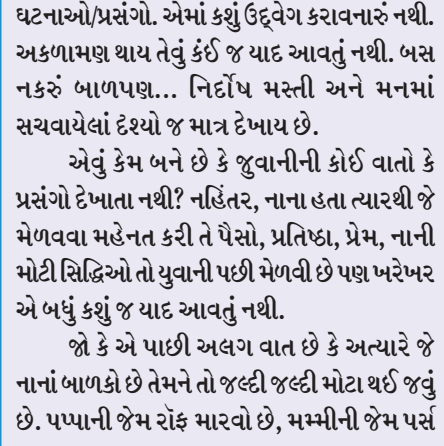 ઘટનાઓ/પ્રસંગો. એમાં કશું ઉદ્‌વેગ કરાવનારું નથી.
અકળામણ થાય તેવું કંઈ જ યાદ આવતું નથી. બસ
નકરું બાળપણ... નિર્દોષ મસ્તી અને મનમાં
સચવાયેલાં દૃશ્યો જ માત્ર દેખાય છે.
એવું કેમ બને છે કે જુવાનીની કોઈ વાતો કે
પ્રસંગો દેખાતા નથી? નહિંતર, નાના હતા ત્યારથી જે
મેળવવા મહેનત કરી તે પૈસો, પ્રતિષ્ઠા, પ્રેમ, નાની
મોટી સિદ્ધિઓ તો યુવાની પછી મેળવી છે પણ ખરેખર
એ બધું કશું જ યાદ આવતું નથી.
જો કે એ પાછી અલગ વાત છે કે અત્યારે જે
નાનાં બાળકો છે તેમને તો જલ્દી જલ્દી મોટા થઈ જવું
છે. પપ્પાની જેમ રૉફ મારવો છે, મમ્મીની જેમ પર્સ